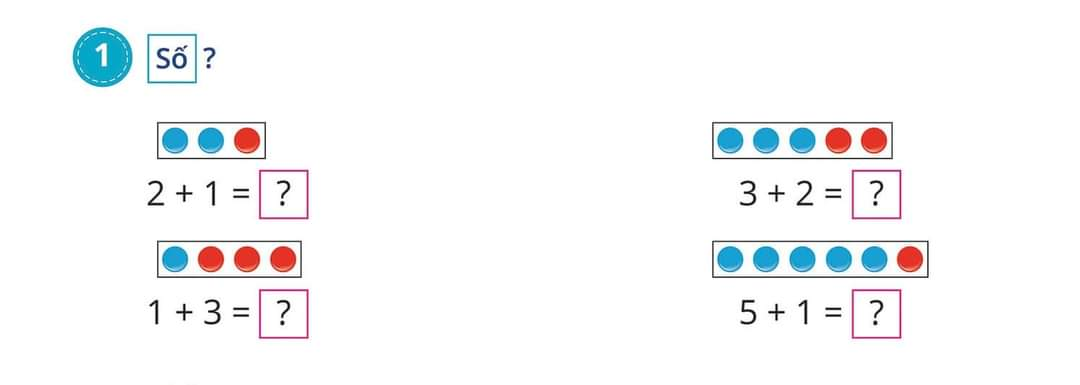 1 Số ?
2 + 1 = ? 3 + 2 = ?
1 + 3 = ? 5 + 1 = ?